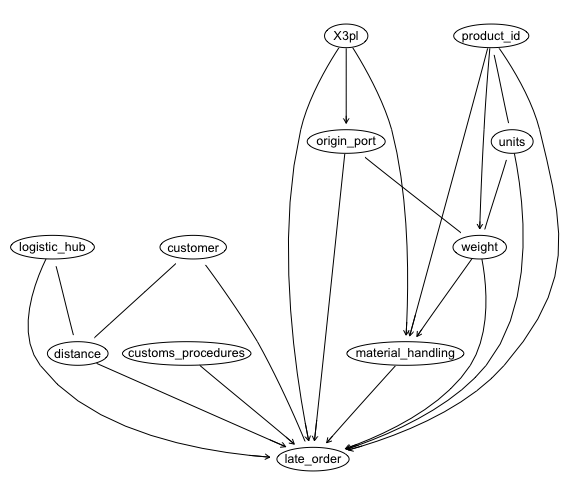 X3pl
product_id
origin_port
units
logistic_hub
customer
weight
distance
customs_procedures
material_handling
late_order